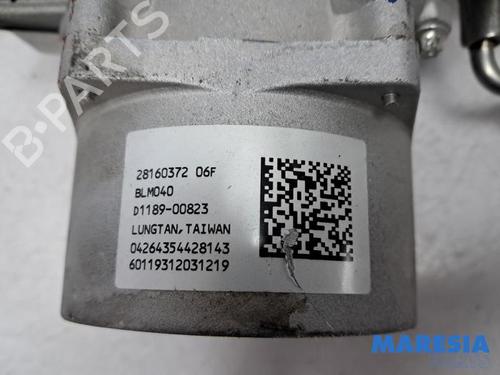 B-PARTS
28160372 06F
BLM040
D1189-00823
LUNGTAN, TAIWAN
04264354428143
60119312031219
MARESIA